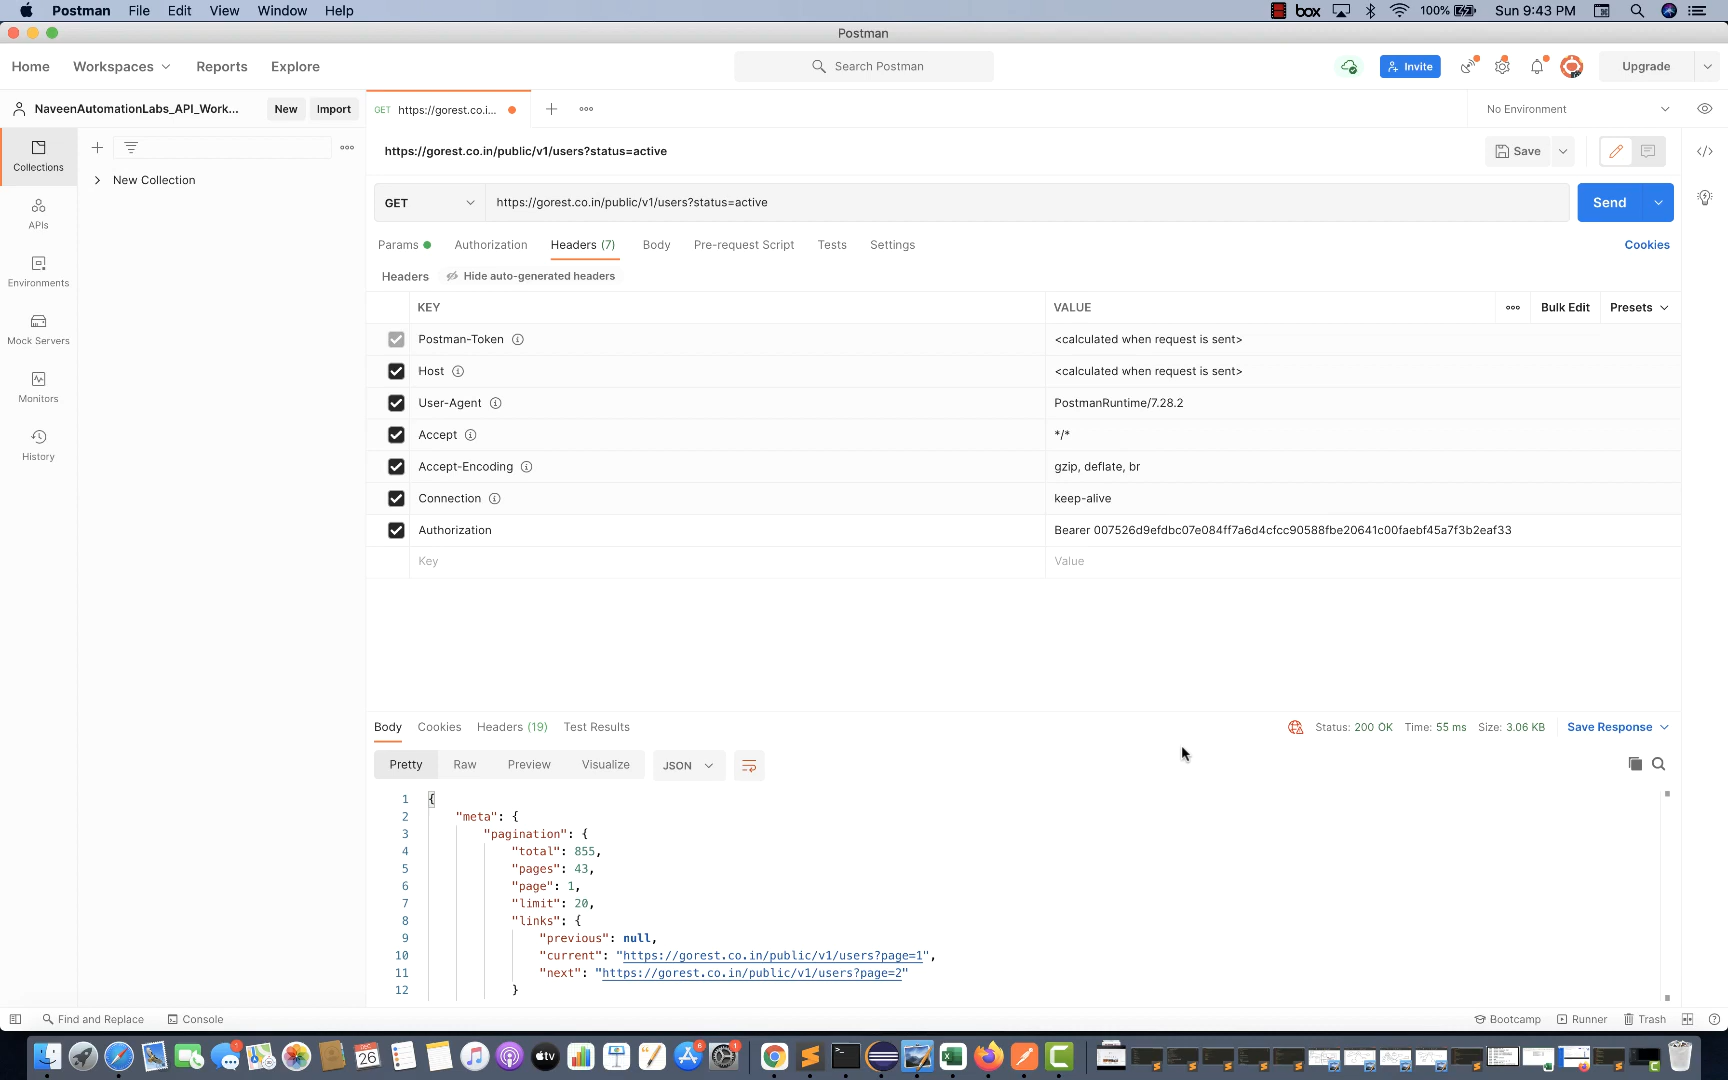 Postman File Edit View Window Help
box 100% Sun 9:43 PM
Postman
Home Workspaces Reports Explore
Search Postman
Invite
Upgrade
NaveenAutomationLabs_API_Work...
New Import
GET https://gorest.co.i...
No Environment
Collections
New Collection
https://gorest.co.in/public/v1/users?status=active
Save
GET https://gorest.co.in/public/v1/users?status=active
Send
APIs
Environments
Mock Servers
Monitors
History
Params Authorization Headers (7) Body Pre-request Script Tests Settings
Cookies
Headers Hide auto-generated headers
KEY VALUE Bulk Edit Presets
Postman-Token <calculated when request is sent>
Host <calculated when request is sent>
User-Agent PostmanRuntime/7.28.2
Accept */*
Accept-Encoding gzip, deflate, br
Connection keep-alive
Authorization Bearer 007526d9efdbc07e084ff7a6d4cfcc90588fbe20641c00faebf45a7f3b2eaf33
Key Value
Body Cookies Headers (19) Test Results
Status: 200 OK Time: 55 ms Size: 3.06 KB Save Response
Pretty Raw Preview Visualize JSON
1 {
2 "meta": {
3 "pagination": {
4 "total": 855,
5 "pages": 43,
6 "page": 1,
7 "limit": 20,
8 "links": {
9 "previous": null,
10 "current": "https://gorest.co.in/public/v1/users?page=1",
11 "next": "https://gorest.co.in/public/v1/users?page=2"
12 }
Find and Replace Console
Bootcamp Runner Trash